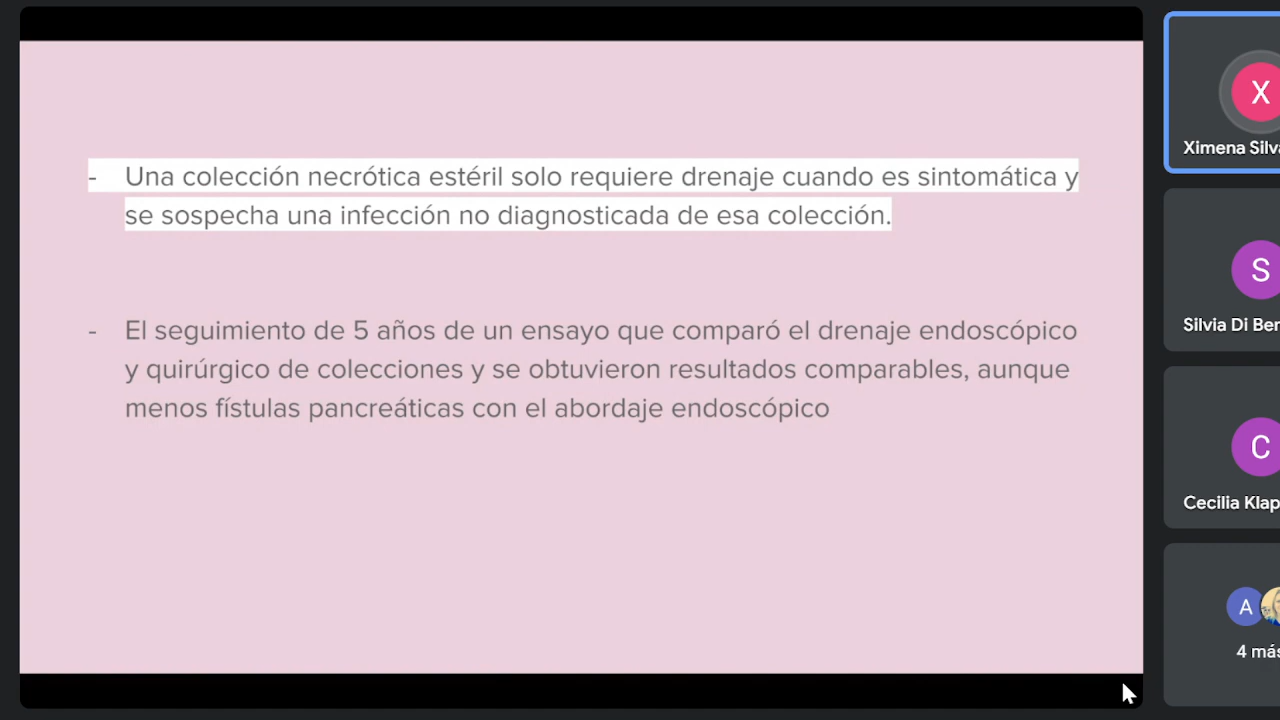 - Una colección necrótica estéril solo requiere drenaje cuando es sintomática y
se sospecha una infección no diagnosticada de esa colección.
- El seguimiento de 5 años de un ensayo que comparó el drenaje endoscópico
y quirúrgico de colecciones y se obtuvieron resultados comparables, aunque
menos fístulas pancreáticas con el abordaje endoscópico
X
Ximena Silv
S
Silvia Di Ber
C
Cecilia Klap
A
4 más